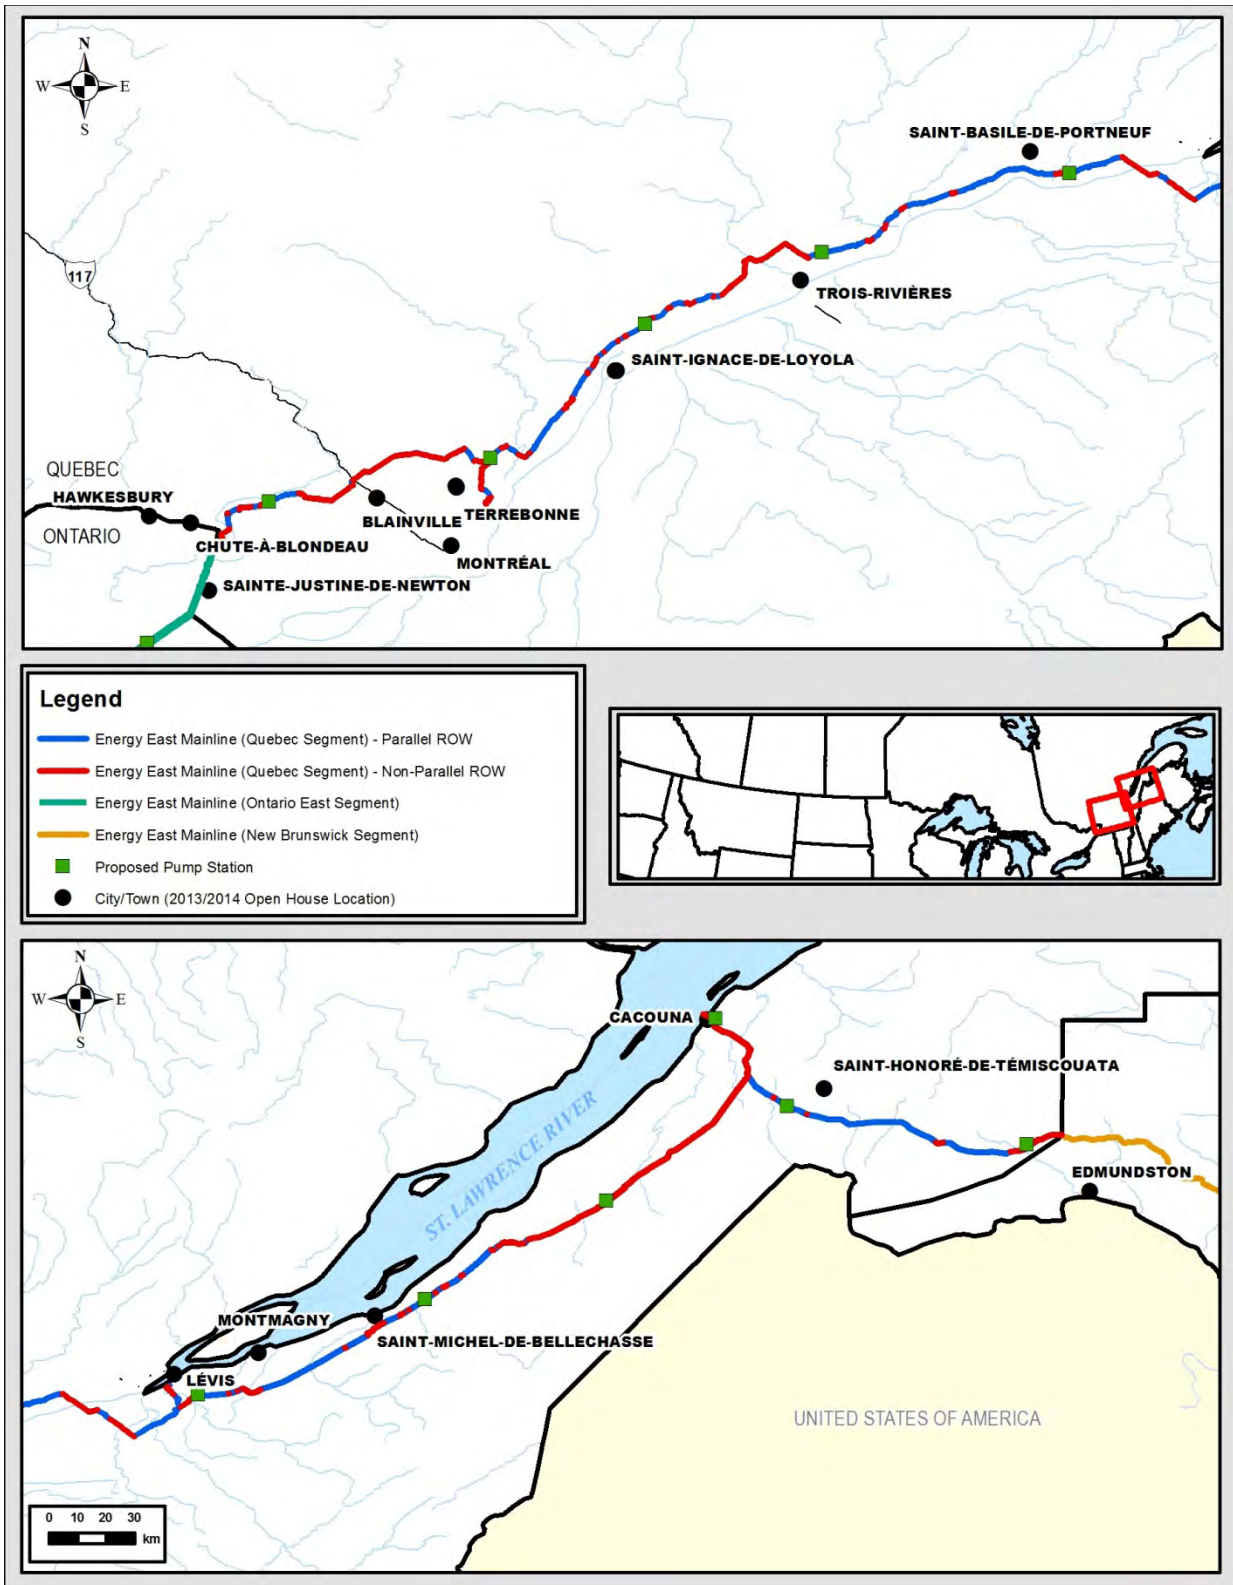 N
W E
S
SAINT-BASILE-DE-PORTNEUF
117
TROIS-RIVIÈRES
SAINT-IGNACE-DE-LOYOLA
QUEBEC
HAWKESBURY
BLAINVILLE
TERREBONNE
ONTARIO
CHUTE-À-BLONDEAU
MONTRÉAL
SAINTE-JUSTINE-DE-NEWTON
Legend
Energy East Mainline (Quebec Segment) - Parallel ROW
Energy East Mainline (Quebec Segment) - Non-Parallel ROW
Energy East Mainline (Ontario East Segment)
Energy East Mainline (New Brunswick Segment)
Proposed Pump Station
City/Town (2013/2014 Open House Location)
N
W E
S
CACOUNA
SAINT-HONORÉ-DE-TÉMISCOUATA
ST. LAWRENCE RIVER
EDMUNDSTON
MONTMAGNY
SAINT-MICHEL-DE-BELLECHASSE
LÉVIS
UNITED STATES OF AMERICA
0 10 20 30
km